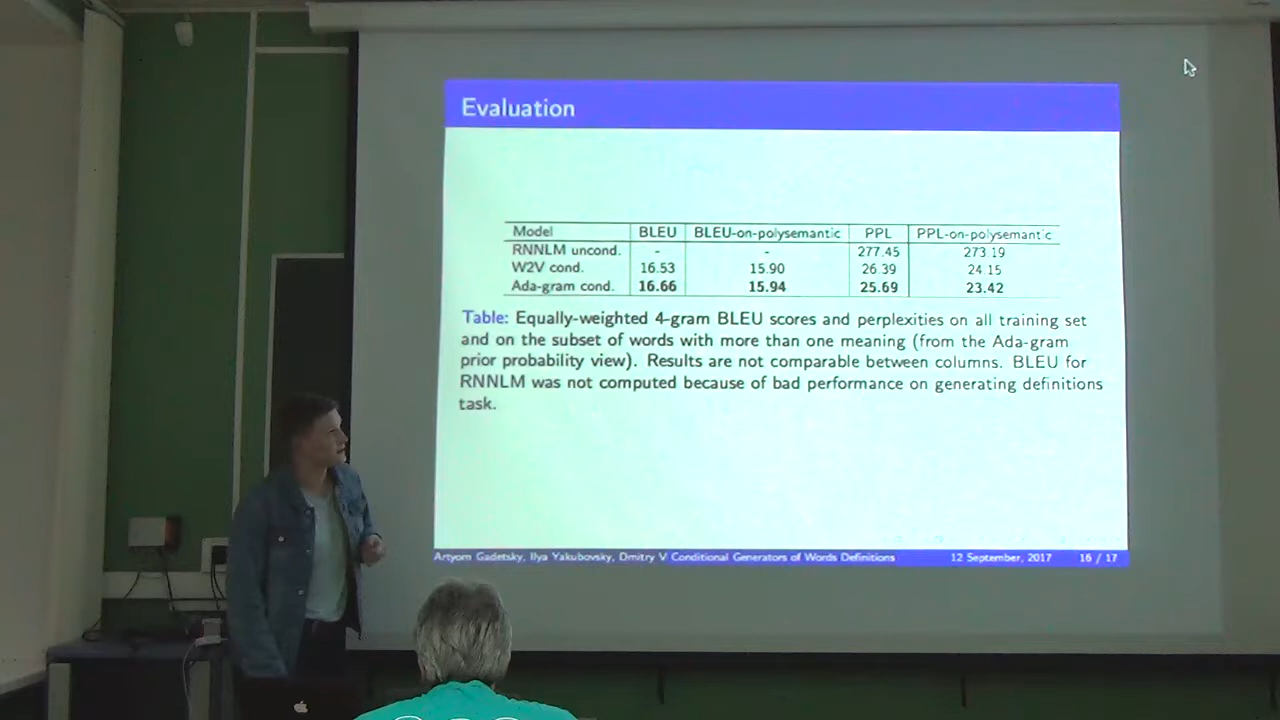 Evaluation
Model BLEU BLEU-on-polysemantic PPL PPL-on-polysemantic
RNNLM uncond. - - 277.45 273.19
W2V cond. 16.53 15.90 26.39 24.15
Ada-gram cond. 16.66 15.94 25.69 23.42
Table: Equally-weighted 4-gram BLEU scores and perplexities on all training set
and on the subset of words with more than one meaning (from the Ada-gram
prior probability view). Results are not comparable between columns. BLEU for
RNNLM was not computed because of bad performance on generating definitions
task.
Artyom Gadetsky, Ilya Yakubovsky, Dmitry V Conditional Generators of Words Definitions 12 September, 2017 16 / 17